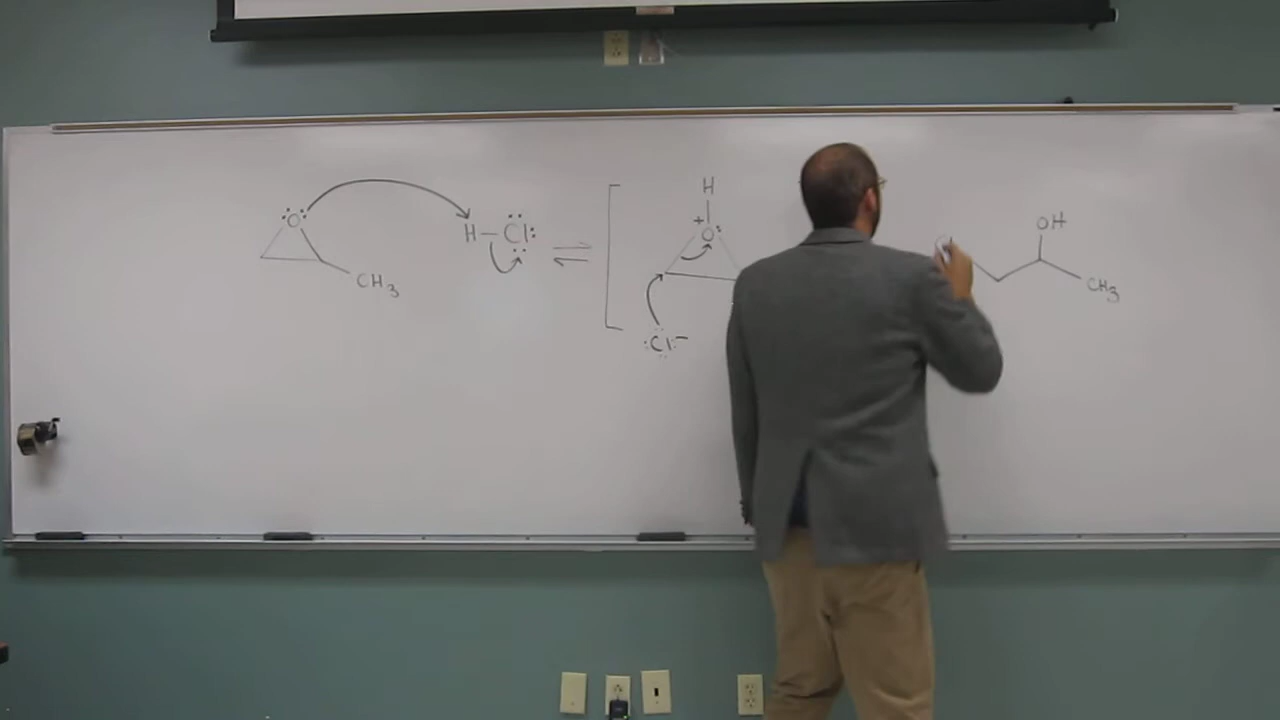 :O:
CH3
H–Cl:
H
+
O:
:Cl:–
OH
CH3